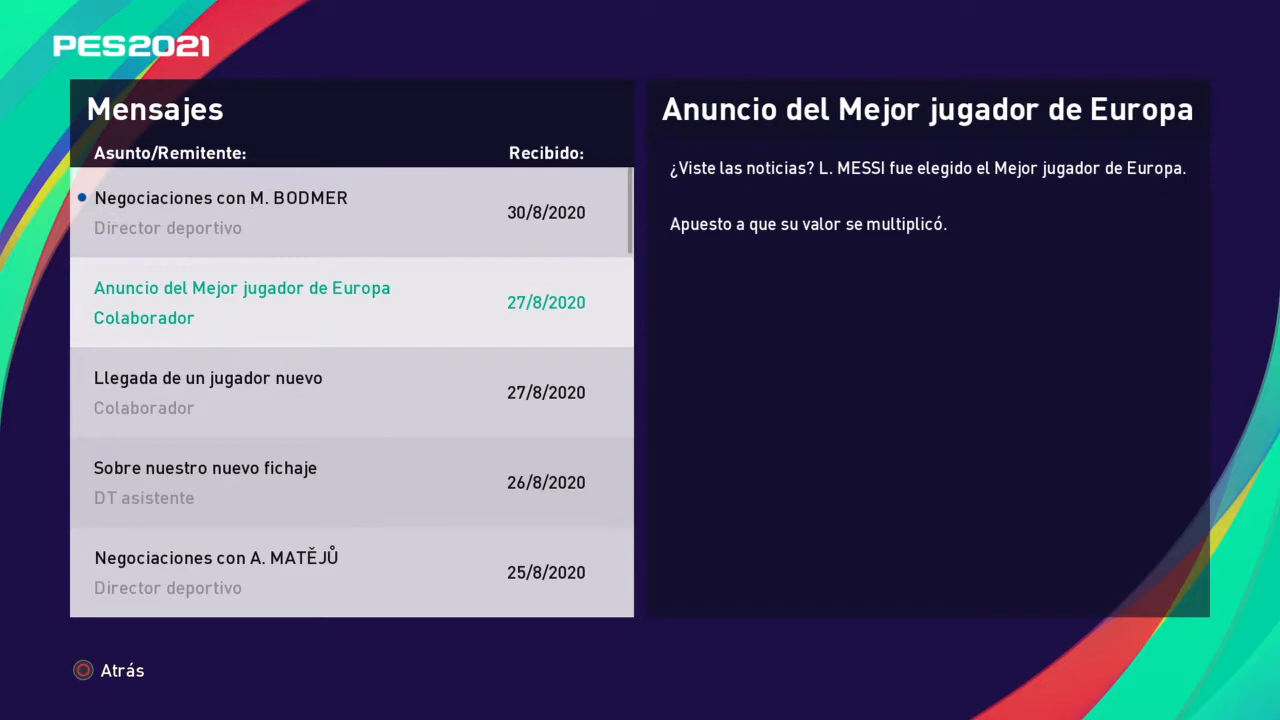 PES2021
Mensajes
Asunto/Remitente: Recibido:
Negociaciones con M. BODMER
Director deportivo
30/8/2020
Anuncio del Mejor jugador de Europa
Colaborador
27/8/2020
Llegada de un jugador nuevo
Colaborador
27/8/2020
Sobre nuestro nuevo fichaje
DT asistente
26/8/2020
Negociaciones con A. MATĚJŮ
Director deportivo
25/8/2020
Anuncio del Mejor jugador de Europa
¿Viste las noticias? L. MESSI fue elegido el Mejor jugador de Europa.
Apuesto a que su valor se multiplicó.
Atrás